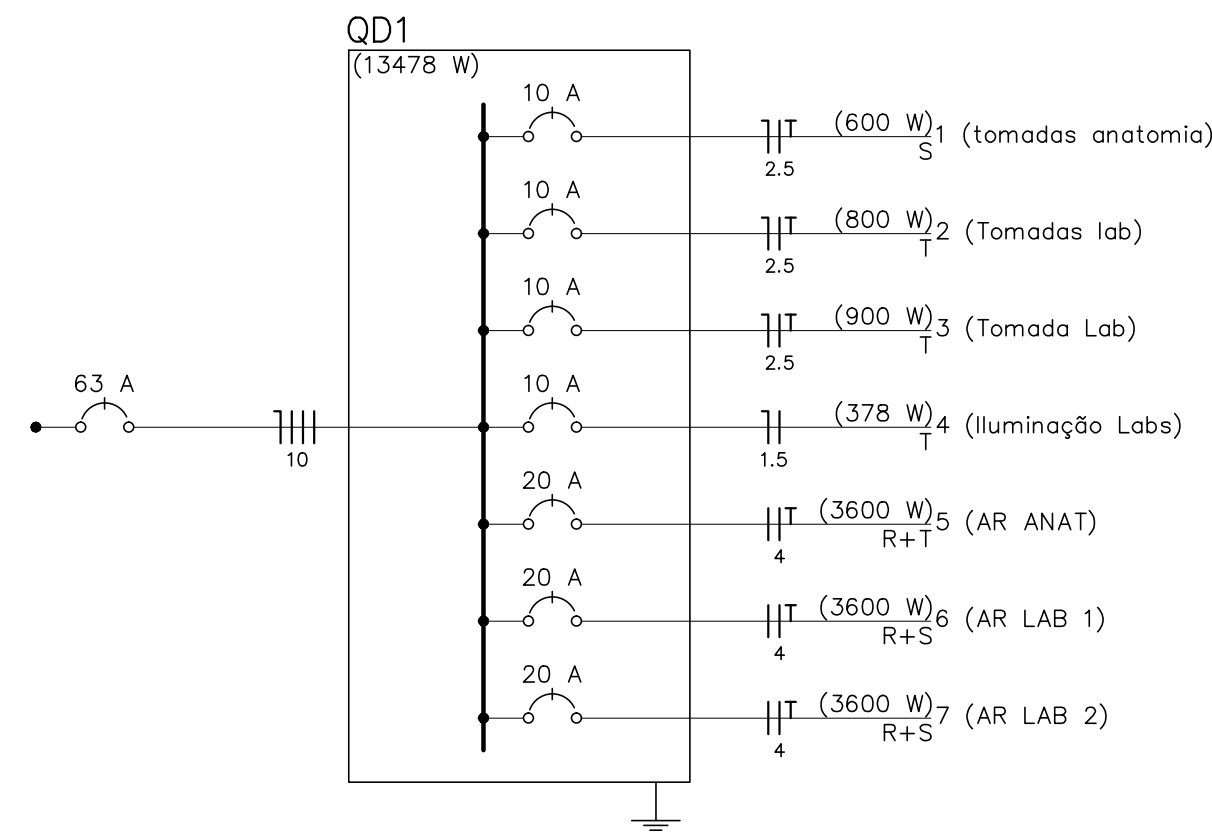 QD1
(13478 W)
10 A
(600 W) 1 (tomadas anatomia)
2.5
S
10 A
(800 W) 2 (Tomadas lab)
2.5
T
10 A
(900 W) 3 (Tomada Lab)
2.5
T
63 A
10
10 A
(378 W) 4 (Iluminação Labs)
1.5
T
20 A
(3600 W) 5 (AR ANAT)
4
R+T
20 A
(3600 W) 6 (AR LAB 1)
4
R+S
20 A
(3600 W) 7 (AR LAB 2)
4
R+S